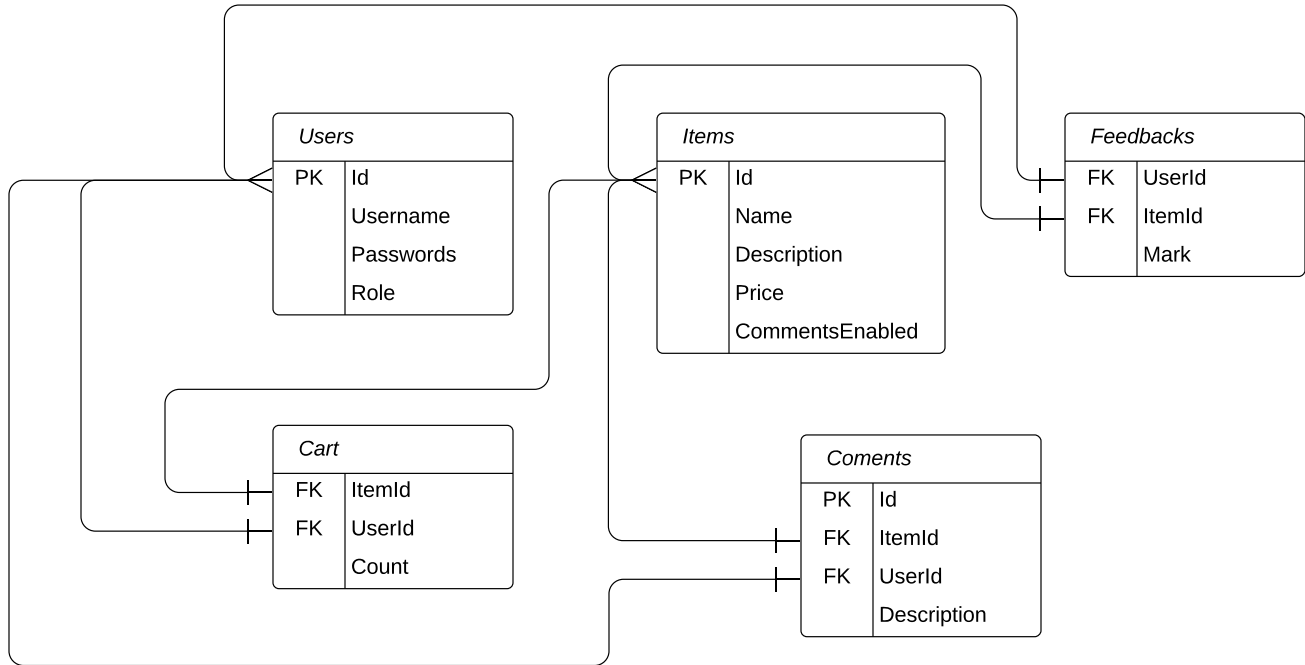 Users
PK Id
Username
Passwords
Role
Items
PK Id
Name
Description
Price
CommentsEnabled
Feedbacks
FK UserId
FK ItemId
Mark
Cart
FK ItemId
FK UserId
Count
Coments
PK Id
FK ItemId
FK UserId
Description